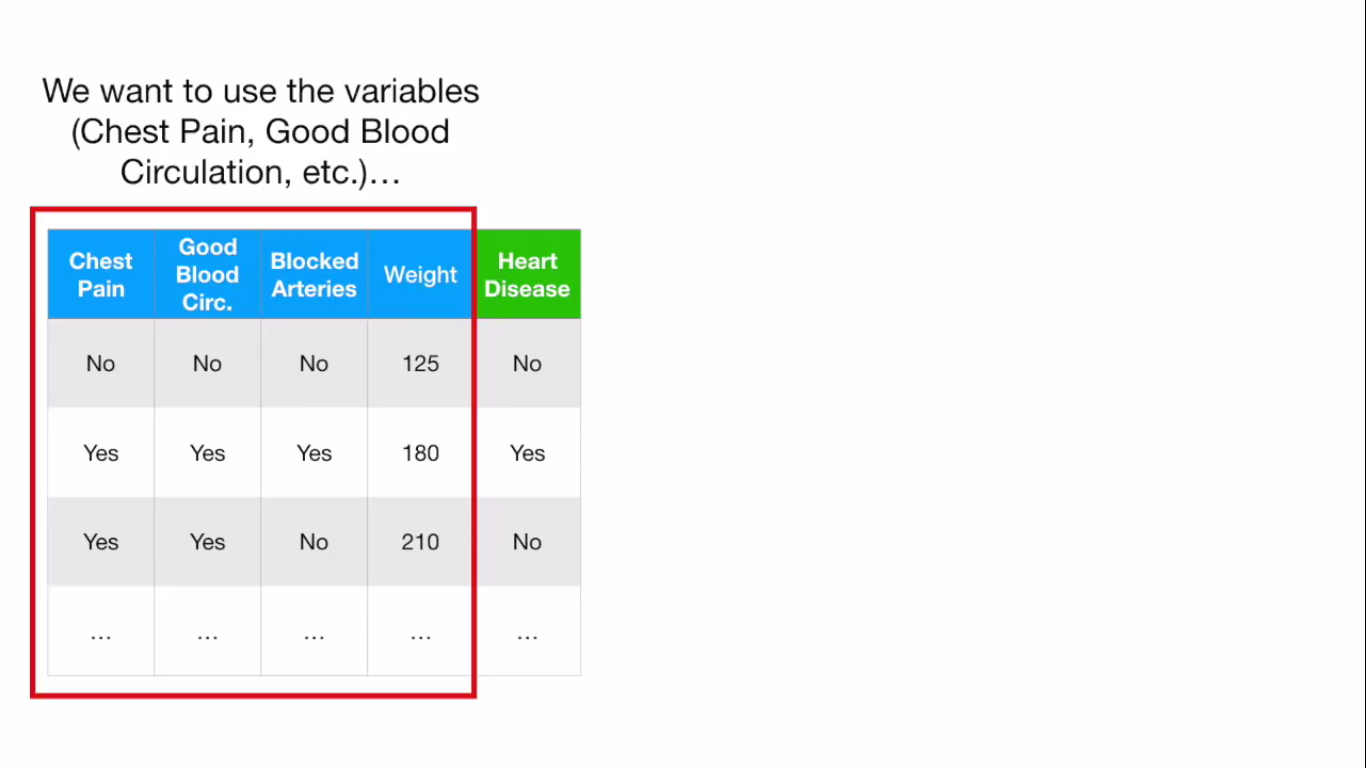 We want to use the variables
(Chest Pain, Good Blood
Circulation, etc.)…
Chest Pain Good Blood Circ. Blocked Arteries Weight Heart Disease
No No No 125 No
Yes Yes Yes 180 Yes
Yes Yes No 210 No
… … … … …